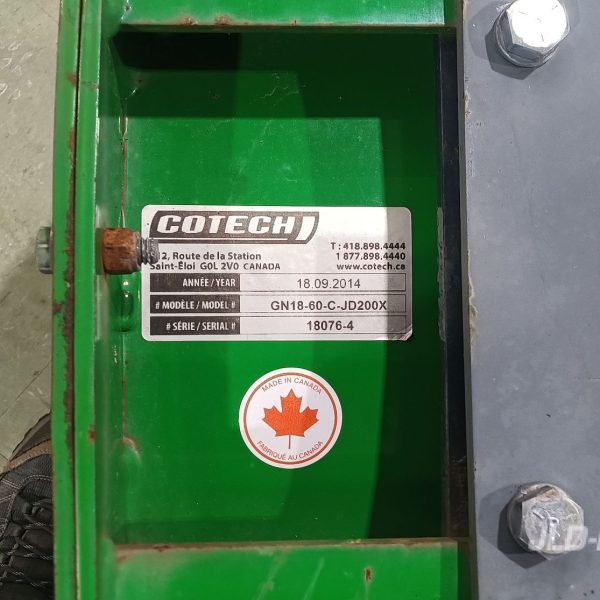 COTECH
2, Route de la Station
Saint-Éloi G0L 2V0 CANADA
T : 418.898.4444
1 877.898.4440
www.cotech.ca
ANNÉE / YEAR 18.09.2014
# MODÈLE / MODEL # GN18-60-C-JD200X
# SÉRIE / SERIAL # 18076-4
MADE IN CANADA
FABRIQUÉ AU CANADA